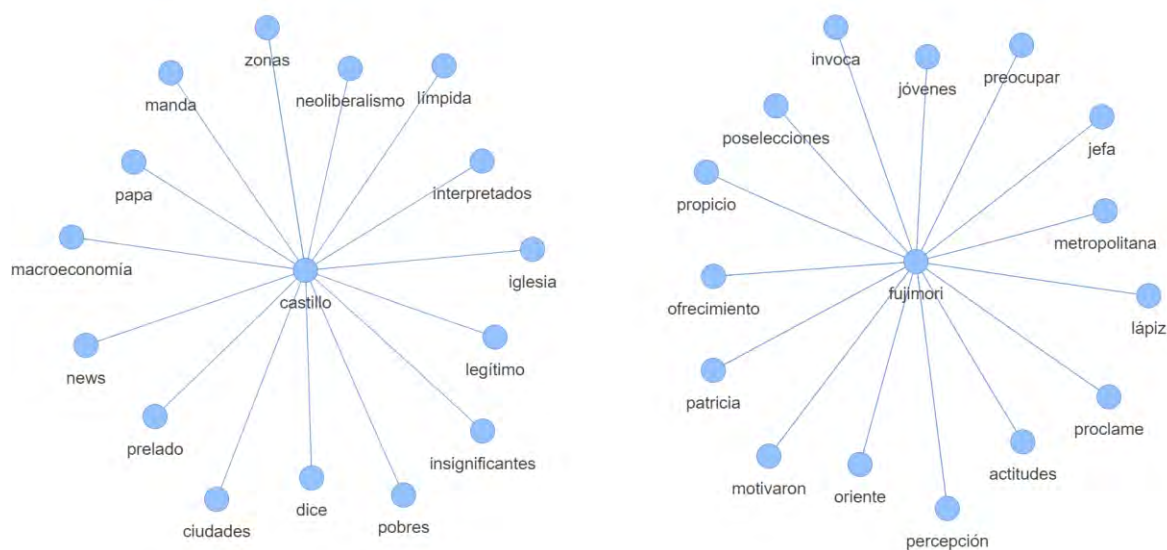 zonas
neoliberalismo
límpida
manda
interpretados
papa
macroeconomía
iglesia
castillo
legítimo
news
prelado
insignificantes
ciudades
dice
pobres
invoca
jóvenes
preocupar
poselecciones
jefa
propicio
metropolitana
ofrecimiento
fujimori
lápiz
patricia
proclame
motivaron
oriente
actitudes
percepción